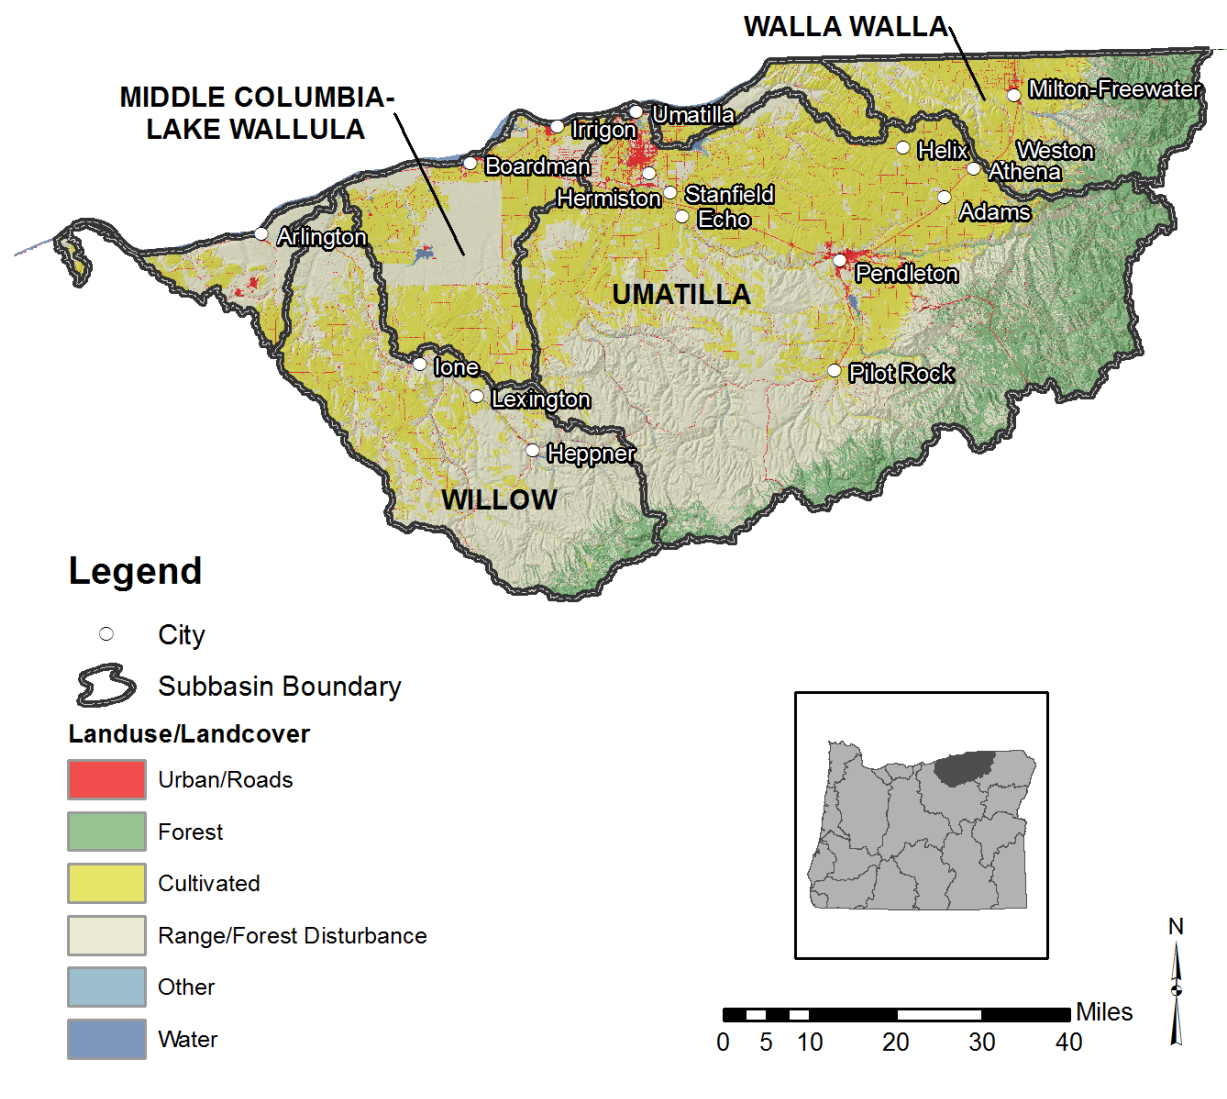 WALLA WALLA
MIDDLE COLUMBIA-
LAKE WALLULA
Milton-Freewater
Umatilla
Irrigon
Boardman
Helix
Weston
Athena
Hermiston
Stanfield
Echo
Adams
Arlington
Pendleton
UMATILLA
Ione
Pilot Rock
Lexington
Heppner
WILLOW
Legend
City
Subbasin Boundary
Landuse/Landcover
Urban/Roads
Forest
Cultivated
Range/Forest Disturbance
Other
Water
N
Miles
0 5 10 20 30 40